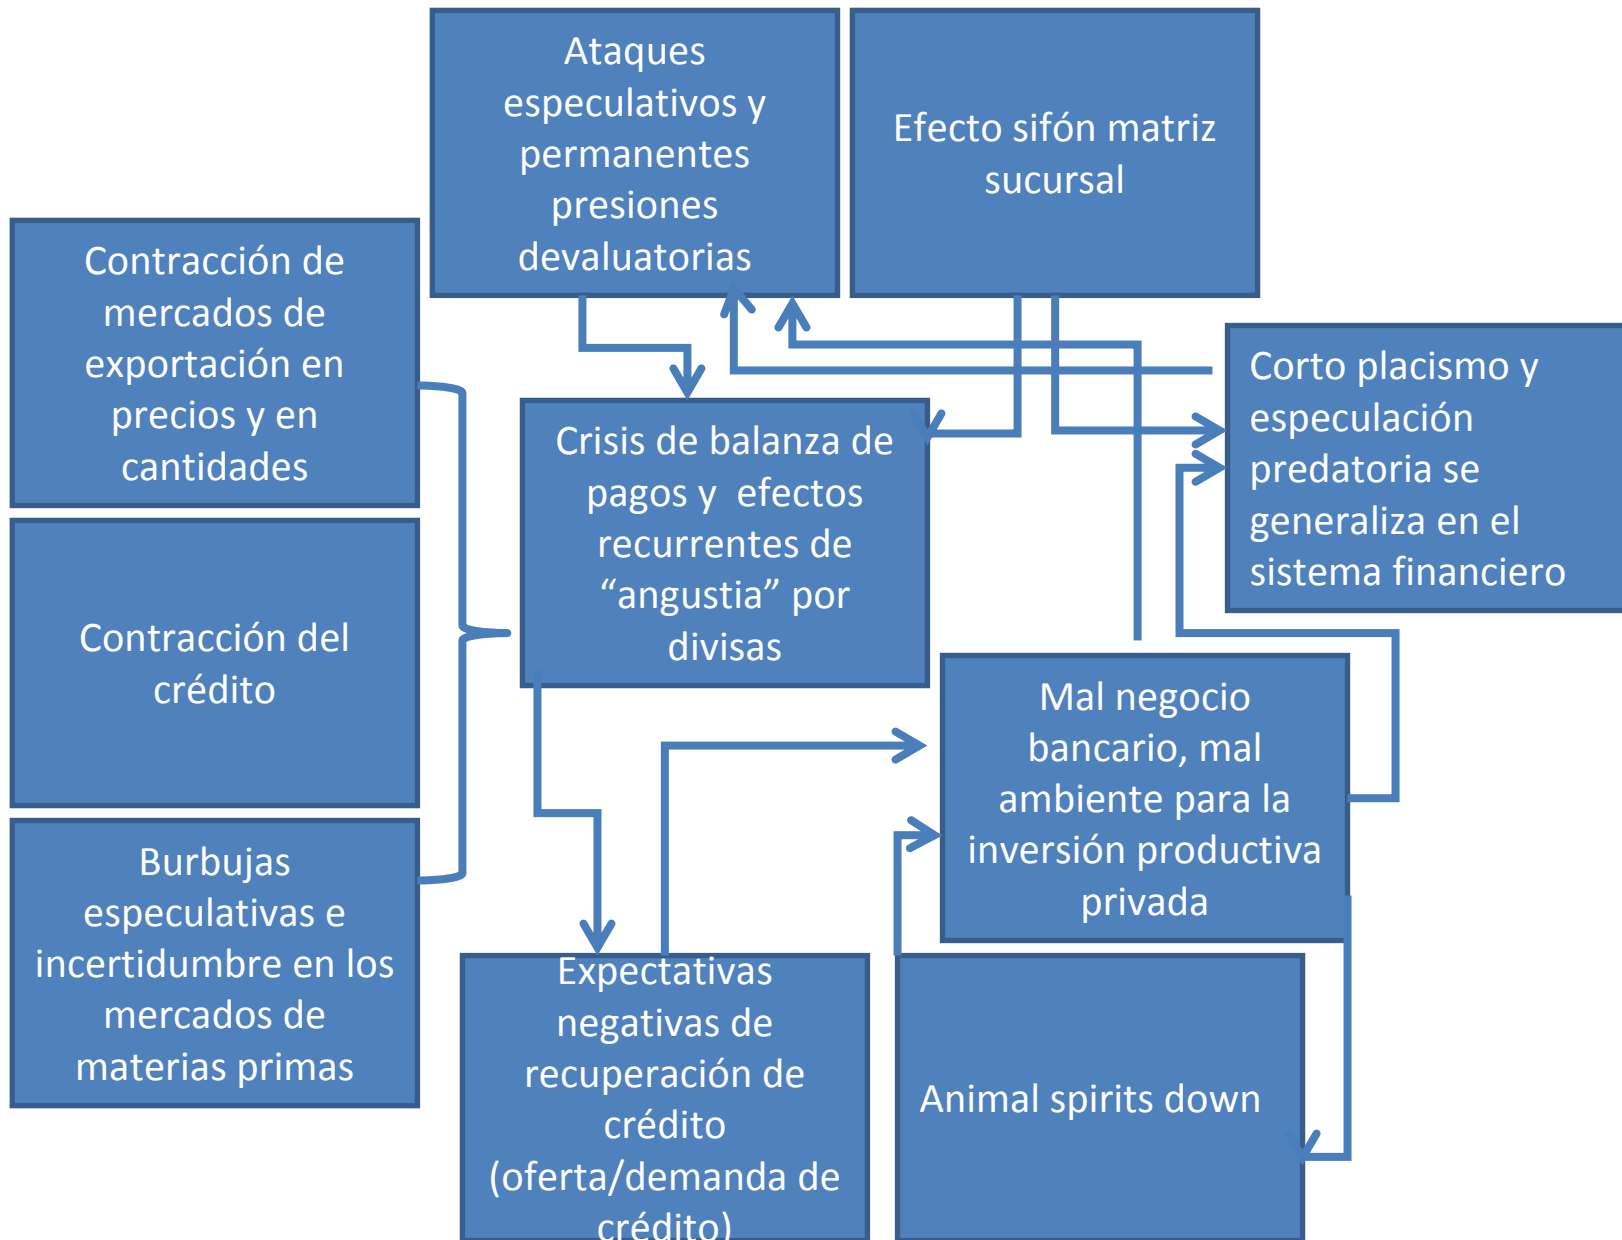 Ataques
especulativos y
permanentes
presiones
devaluatorias
Efecto sifón matriz
sucursal
Contracción de
mercados de
exportación en
precios y en
cantidades
Corto placismo y
especulación
predatoria se
generaliza en el
sistema financiero
Crisis de balanza de
pagos y  efectos
recurrentes de
“angustia” por
divisas
Contracción del
crédito
Mal negocio
bancario, mal
ambiente para la
inversión productiva
privada
Burbujas
especulativas e
incertidumbre en los
mercados de
materias primas
Expectativas
negativas de
recuperación de
crédito
(oferta/demanda de
crédito)
Animal spirits down